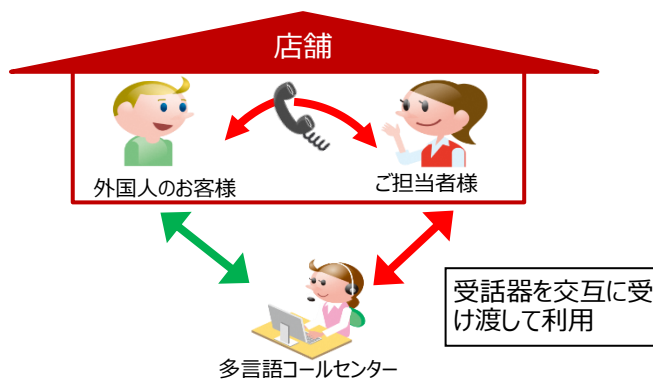 店舗
外国人のお客様
ご担当者様
受話器を交互に受
け渡して利用
多言語コールセンター